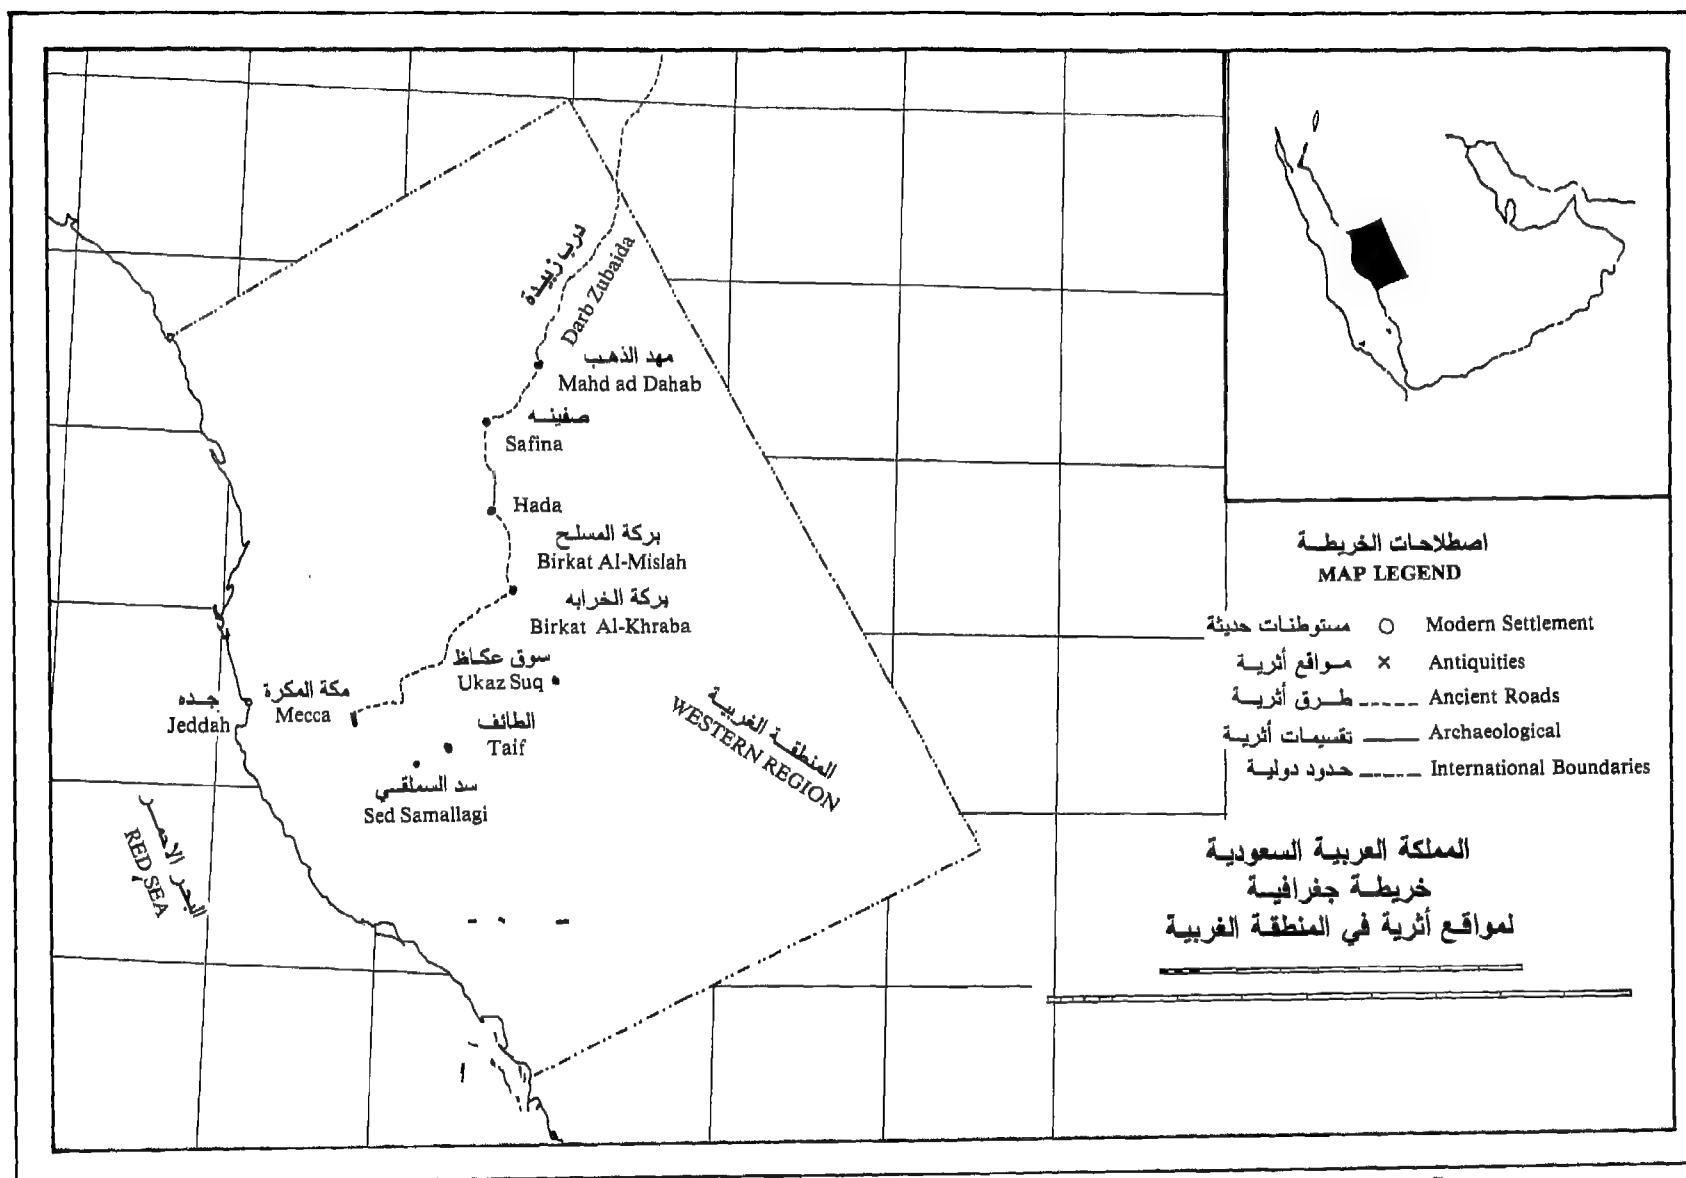 درب زبيدة
Darb Zubaida
مهد الذهب
Mahd ad Dahab
صفينه
Safina
Hada
بركة المسلح
Birkat Al-Mislah
بركة الخرابه
Birkat Al-Khraba
سوق عكاظ
Ukaz Suq
مكة المكرة
Mecca
جده
Jeddah
الطائف
Taif
سد السملقي
Sed Samallagi
المنطقة الغربية
WESTERN REGION
البحر الاحمر
RED SEA
اصطلاحات الخريطة
MAP LEGEND
مستوطنات حديثة Modern Settlement
مواقع أثرية Antiquities
طرق أثرية Ancient Roads
تقسيمات أثرية Archaeological
حدود دولية International Boundaries
المملكة العربية السعودية
خريطة جغرافية
لمواقع أثرية في المنطقة الغربية